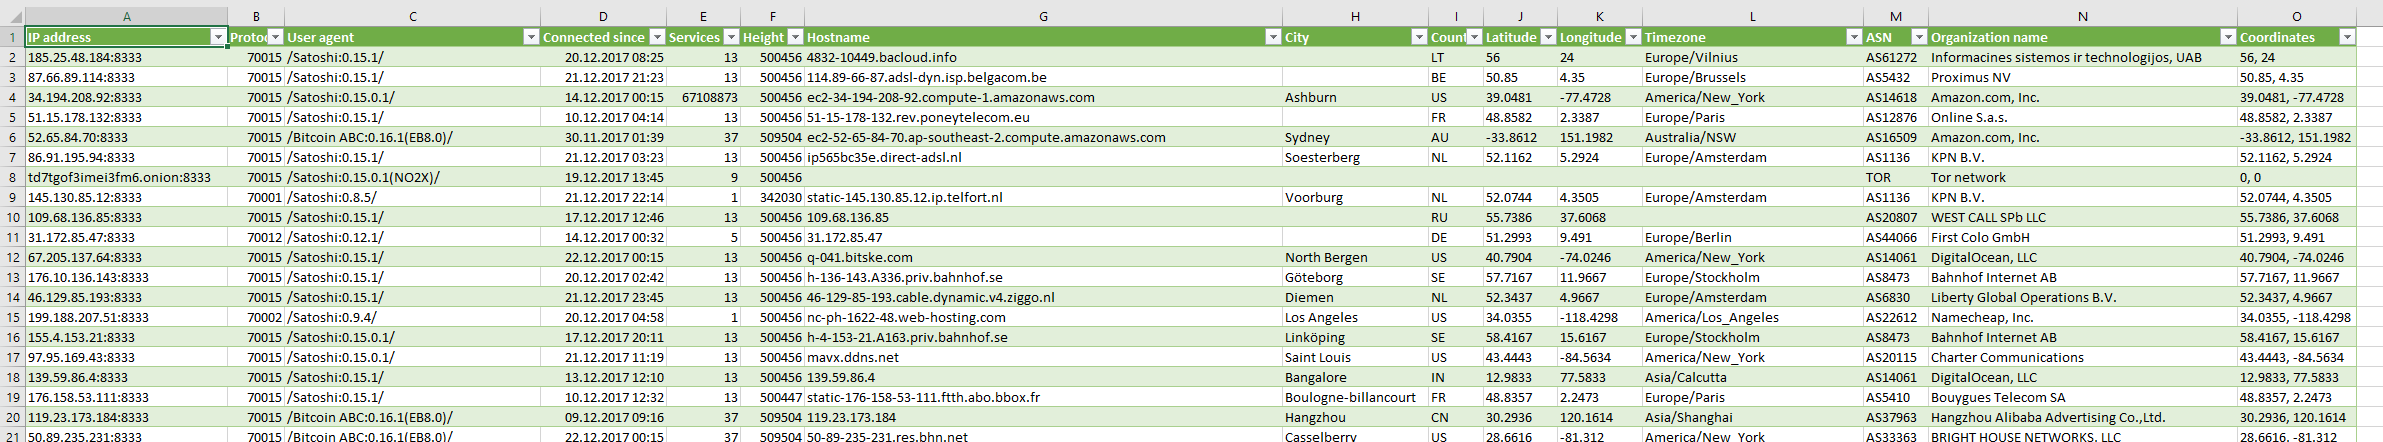 A B C D E F G H I J K L M N O
1 IP address Protoc User agent Connected since Services Height Hostname City Count Latitude Longitude Timezone ASN Organization name Coordinates
2 185.25.48.184:8333 70015 /Satoshi:0.15.1/ 20.12.2017 08:25 13 500456 4832-10449.bacloud.info LT 56 24 Europe/Vilnius AS61272 Informacines sistemos ir technologijos, UAB 56, 24
3 87.66.89.114:8333 70015 /Satoshi:0.15.1/ 21.12.2017 21:23 13 500456 114.89-66-87.adsl-dyn.isp.belgacom.be BE 50.85 4.35 Europe/Brussels AS5432 Proximus NV 50.85, 4.35
4 34.194.208.92:8333 70015 /Satoshi:0.15.0.1/ 14.12.2017 00:15 67108873 500456 ec2-34-194-208-92.compute-1.amazonaws.com Ashburn US 39.0481 -77.4728 America/New_York AS14618 Amazon.com, Inc. 39.0481, -77.4728
5 51.15.178.132:8333 70015 /Satoshi:0.15.1/ 10.12.2017 04:14 13 500456 51-15-178-132.rev.poneytelecom.eu FR 48.8582 2.3387 Europe/Paris AS12876 Online S.a.s. 48.8582, 2.3387
6 52.65.84.70:8333 70015 /Bitcoin ABC:0.16.1(EB8.0)/ 30.11.2017 01:39 37 509504 ec2-52-65-84-70.ap-southeast-2.compute.amazonaws.com Sydney AU -33.8612 151.1982 Australia/NSW AS16509 Amazon.com, Inc. -33.8612, 151.1982
7 86.91.195.94:8333 70015 /Satoshi:0.15.1/ 21.12.2017 03:23 13 500456 ip565bc35e.direct-adsl.nl Soesterberg NL 52.1162 5.2924 Europe/Amsterdam AS1136 KPN B.V. 52.1162, 5.2924
8 td7tgof3imei3fm6.onion:8333 70015 /Satoshi:0.15.0.1(NO2X)/ 19.12.2017 13:45 9 500456 TOR Tor network 0, 0
9 145.130.85.12:8333 70001 /Satoshi:0.8.5/ 21.12.2017 22:14 1 342030 static-145.130.85.12.ip.telfort.nl Voorburg NL 52.0744 4.3505 Europe/Amsterdam AS1136 KPN B.V. 52.0744, 4.3505
10 109.68.136.85:8333 70015 /Satoshi:0.15.1/ 17.12.2017 12:46 13 500456 109.68.136.85 RU 55.7386 37.6068 AS20807 WEST CALL SPb LLC 55.7386, 37.6068
11 31.172.85.47:8333 70012 /Satoshi:0.12.1/ 14.12.2017 00:32 5 500456 31.172.85.47 DE 51.2993 9.491 Europe/Berlin AS44066 First Colo GmbH 51.2993, 9.491
12 67.205.137.64:8333 70015 /Satoshi:0.15.1/ 22.12.2017 00:15 13 500456 q-041.bitske.com North Bergen US 40.7904 -74.0246 America/New_York AS14061 DigitalOcean, LLC 40.7904, -74.0246
13 176.10.136.143:8333 70015 /Satoshi:0.15.1/ 20.12.2017 02:42 13 500456 h-136-143.A336.priv.bahnhof.se Göteborg SE 57.7167 11.9667 Europe/Stockholm AS8473 Bahnhof Internet AB 57.7167, 11.9667
14 46.129.85.193:8333 70015 /Satoshi:0.15.1/ 21.12.2017 23:45 13 500456 46-129-85-193.cable.dynamic.v4.ziggo.nl Diemen NL 52.3437 4.9667 Europe/Amsterdam AS6830 Liberty Global Operations B.V. 52.3437, 4.9667
15 199.188.207.51:8333 70002 /Satoshi:0.9.4/ 20.12.2017 04:58 1 500456 nc-ph-1622-48.web-hosting.com Los Angeles US 34.0355 -118.4298 America/Los_Angeles AS22612 Namecheap, Inc. 34.0355, -118.4298
16 155.4.153.21:8333 70015 /Satoshi:0.15.0.1/ 17.12.2017 20:11 13 500456 h-4-153-21.A163.priv.bahnhof.se Linköping SE 58.4167 15.6167 Europe/Stockholm AS8473 Bahnhof Internet AB 58.4167, 15.6167
17 97.95.169.43:8333 70015 /Satoshi:0.15.0.1/ 21.12.2017 11:19 13 500456 mavx.ddns.net Saint Louis US 43.4443 -84.5634 America/New_York AS20115 Charter Communications 43.4443, -84.5634
18 139.59.86.4:8333 70015 /Satoshi:0.15.1/ 13.12.2017 12:10 13 500456 139.59.86.4 Bangalore IN 12.9833 77.5833 Asia/Calcutta AS14061 DigitalOcean, LLC 12.9833, 77.5833
19 176.158.53.111:8333 70015 /Satoshi:0.15.1/ 10.12.2017 12:32 13 500447 static-176-158-53-111.ftth.abo.bbox.fr Boulogne-billancourt FR 48.8357 2.2473 Europe/Paris AS5410 Bouygues Telecom SA 48.8357, 2.2473
20 119.23.173.184:8333 70015 /Bitcoin ABC:0.16.1(EB8.0)/ 09.12.2017 09:16 37 509504 119.23.173.184 Hangzhou CN 30.2936 120.1614 Asia/Shanghai AS37963 Hangzhou Alibaba Advertising Co.,Ltd. 30.2936, 120.1614
21 50.89.235.231:8333 70015 /Bitcoin ABC:0.16.1(EB8.0)/ 22.12.2017 00:15 37 509504 50-89-235-231.res.bhn.net Casselberry US 28.6616 -81.312 America/New_York AS33363 BRIGHT HOUSE NETWORKS, LLC 28.6616, -81.312